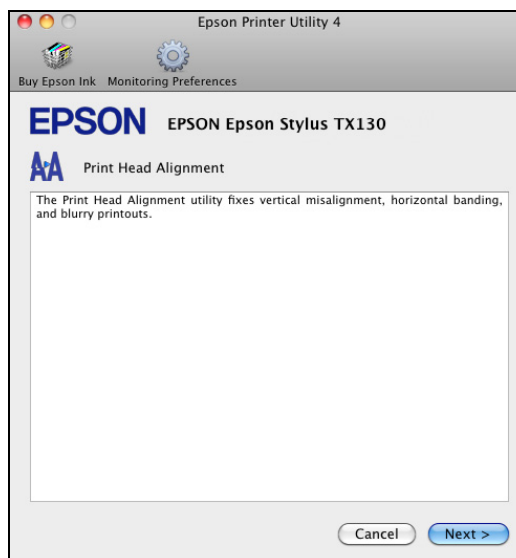 Epson Printer Utility 4
Buy Epson Ink Monitoring Preferences
EPSON EPSON Epson Stylus TX130
Print Head Alignment
The Print Head Alignment utility fixes vertical misalignment, horizontal banding,
and blurry printouts.
Cancel Next >